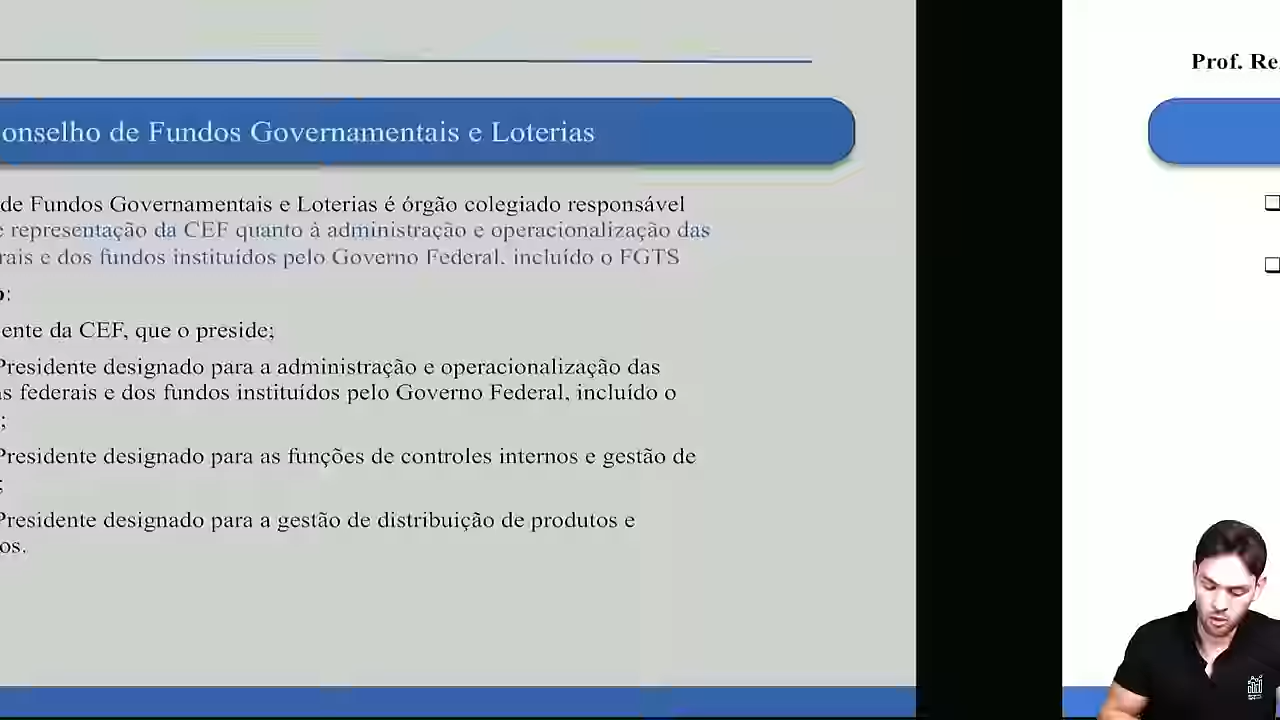 Prof. Re
onselho de Fundos Governamentais e Loterias
de Fundos Governamentais e Loterias é órgão colegiado responsável
e representação da CEF quanto à administração e operacionalização das
rais e dos fundos instituídos pelo Governo Federal, incluído o FGTS
o:
ente da CEF, que o preside;
Presidente designado para a administração e operacionalização das
as federais e dos fundos instituídos pelo Governo Federal, incluído o
;
Presidente designado para as funções de controles internos e gestão de
;
Presidente designado para a gestão de distribuição de produtos e
os.